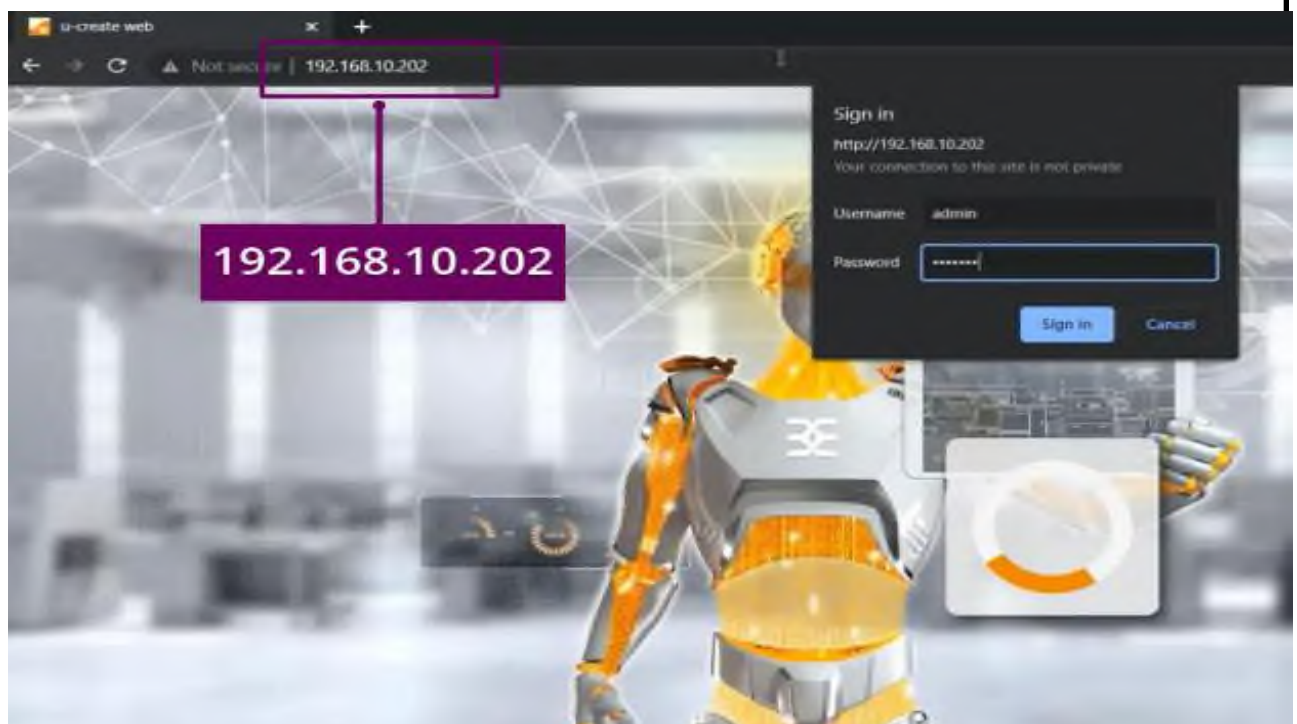 u-create web
Not secure | 192.168.10.202
192.168.10.202
Sign in
http://192.168.10.202
Your connection to this site is not private
Username admin
Password •••••••
Sign in Cancel